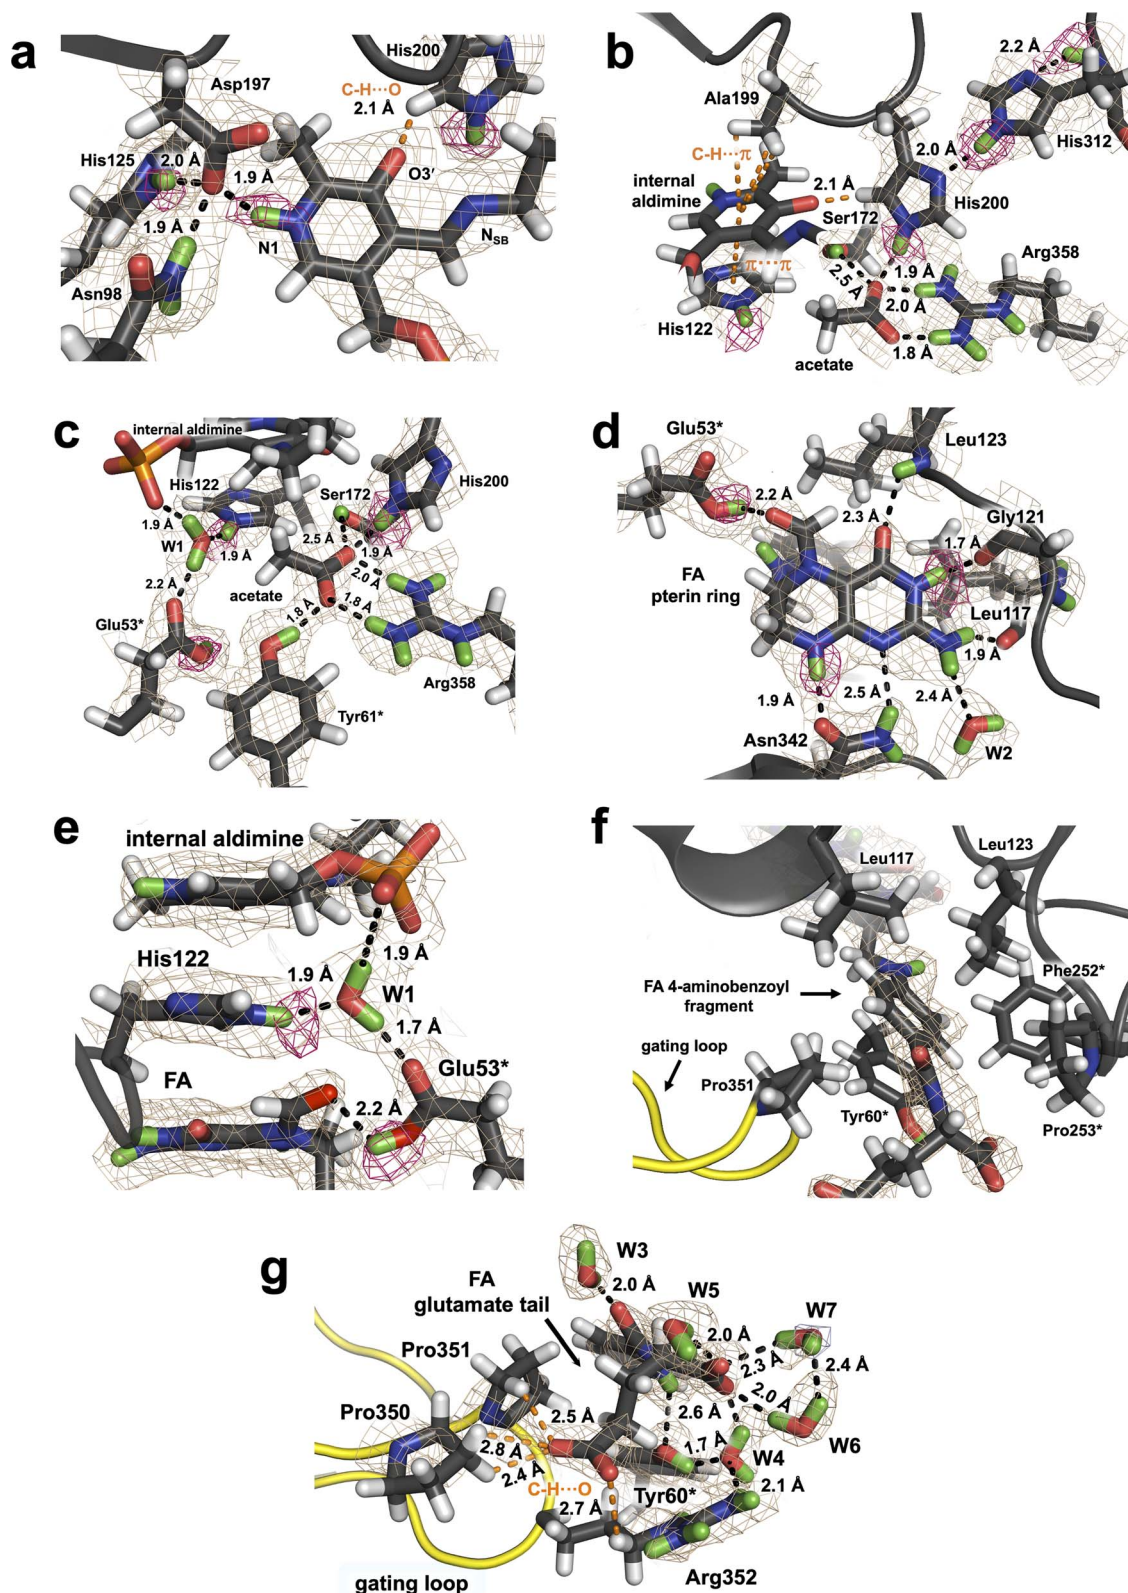 a
Asp197
His200
C-H···O
2.1 Å
His125
2.0 Å
1.9 Å
O3′
1.9 Å
N1
N_SB
Asn98
b
2.2 Å
Ala199
His312
C-H···π
2.0 Å
internal
aldimine
2.1 Å
His200
Ser172
Arg358
π···π
2.5 Å
1.9 Å
2.0 Å
His122
1.8 Å
acetate
c
internal aldimine
His122
Ser172
His200
1.9 Å
W1
1.9 Å
2.5 Å
1.9 Å
2.2 Å
2.0 Å
acetate
1.8 Å
1.8 Å
Glu53*
Arg358
Tyr61*
d
Glu53*
Leu123
2.2 Å
2.3 Å
Gly121
1.7 Å
FA
pterin ring
Leu117
1.9 Å
1.9 Å
2.5 Å
2.4 Å
Asn342
W2
e
internal aldimine
1.9 Å
His122
1.9 Å
W1
1.7 Å
Glu53*
FA
2.2 Å
f
Leu117
Leu123
Phe252*
FA 4-aminobenzoyl
fragment
gating loop
Pro351
Tyr60*
Pro253*
g
W3
FA
2.0 Å
glutamate tail
W5
W7
2.0 Å
Pro351
2.3 Å
2.4 Å
Pro350
2.0 Å
2.5 Å
2.6 Å
W6
2.8 Å
1.7 Å
W4
2.4 Å
2.1 Å
C-H···O
Tyr60*
2.7 Å
Arg352
gating loop